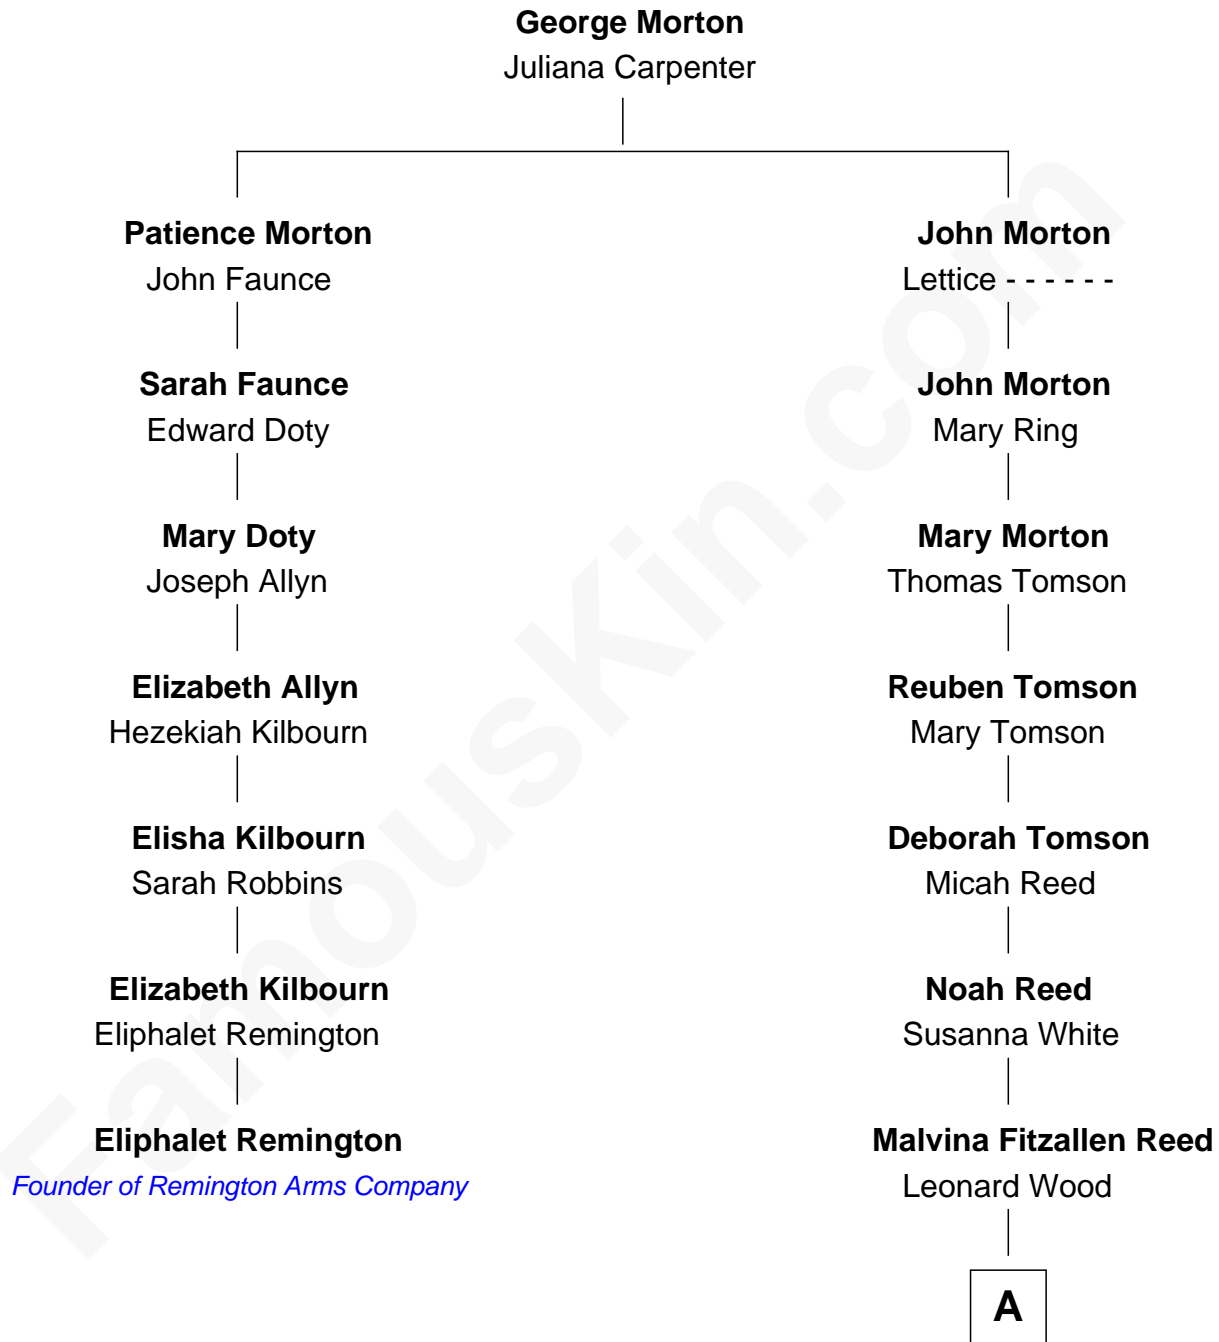 George Morton
Juliana Carpenter
Patience Morton
John Faunce
John Morton
Lettice - - - - - -
Sarah Faunce
Edward Doty
John Morton
Mary Ring
Mary Doty
Joseph Allyn
Mary Morton
Thomas Tomson
Elizabeth Allyn
Hezekiah Kilbourn
Reuben Tomson
Mary Tomson
Elisha Kilbourn
Sarah Robbins
Deborah Tomson
Micah Reed
Elizabeth Kilbourn
Eliphalet Remington
Noah Reed
Susanna White
Eliphalet Remington
Founder of Remington Arms Company
Malvina Fitzallen Reed
Leonard Wood
A
FamousKin.com